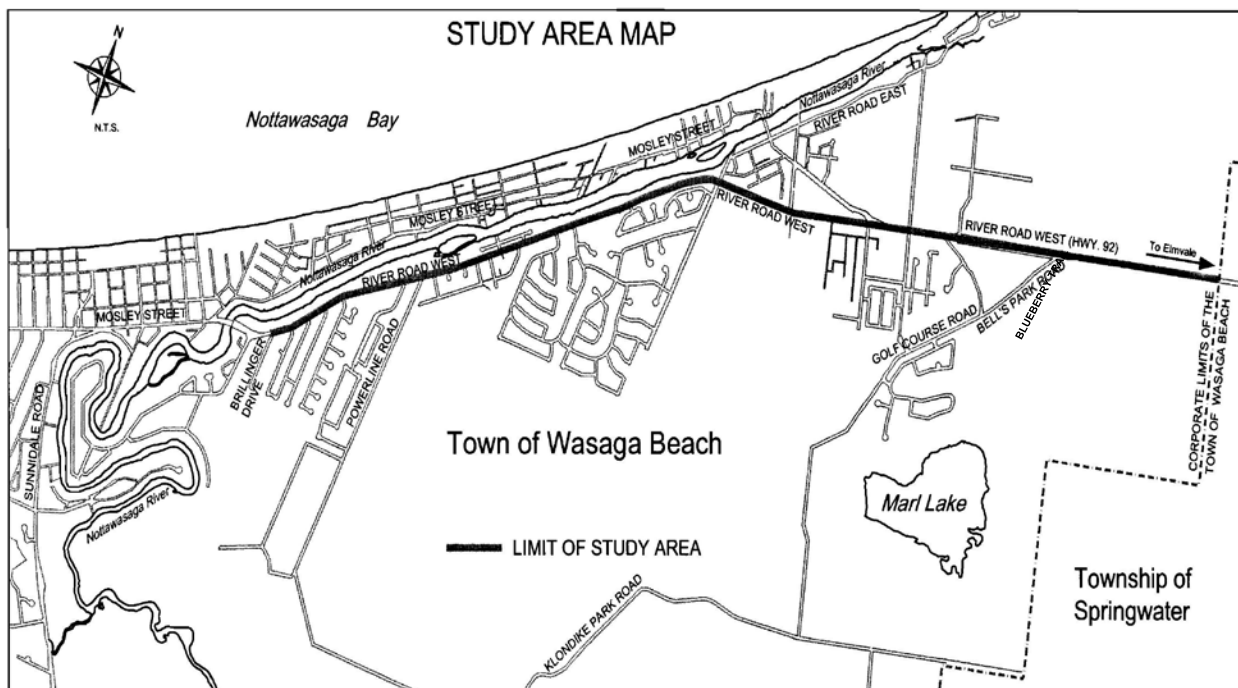 STUDY AREA MAP
N
N.T.S.
Nottawasaga Bay
Nottawasaga River
RIVER ROAD EAST
MOSLEY STREET
MOSLEY STREET
RIVER ROAD WEST
RIVER ROAD WEST (HWY. 92)
To Elmvale
Nottawasaga River
RIVER ROAD WEST
MOSLEY STREET
BRILLINGER
DRIVE
POWERLINE ROAD
SUNNIDALE ROAD
Nottawasaga River
GOLF COURSE ROAD
BELL'S PARK ROAD
BLUEBERRY
CORPORATE LIMITS OF THE
TOWN OF WASAGA BEACH
Town of Wasaga Beach
Marl Lake
LIMIT OF STUDY AREA
Township of
Springwater
KLONDIKE PARK ROAD